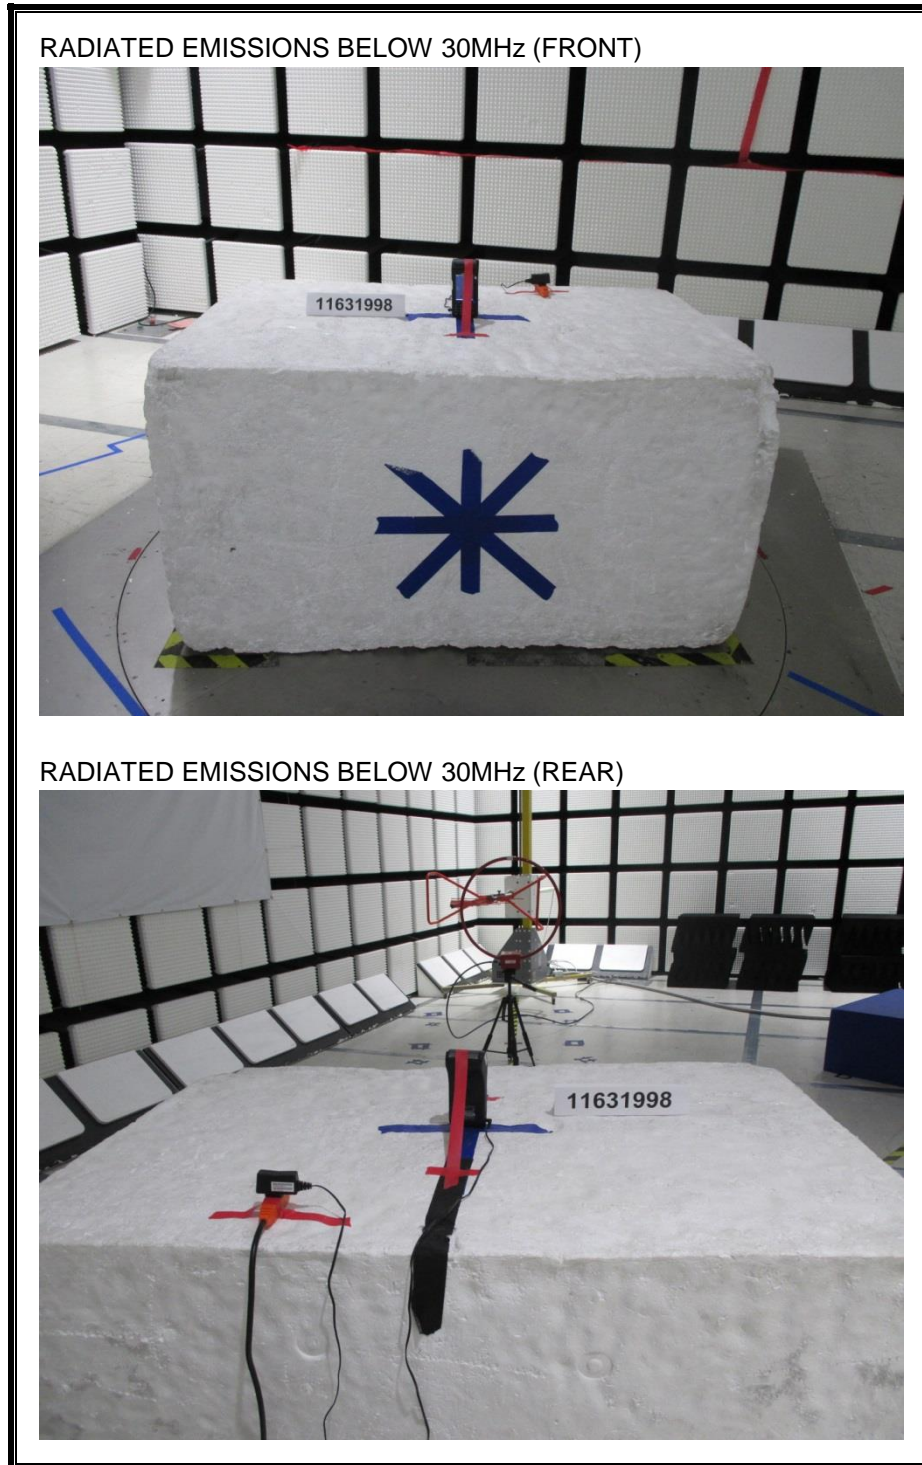 RADIATED EMISSIONS BELOW 30MHz (FRONT)
11631998
RADIATED EMISSIONS BELOW 30MHz (REAR)
11631998